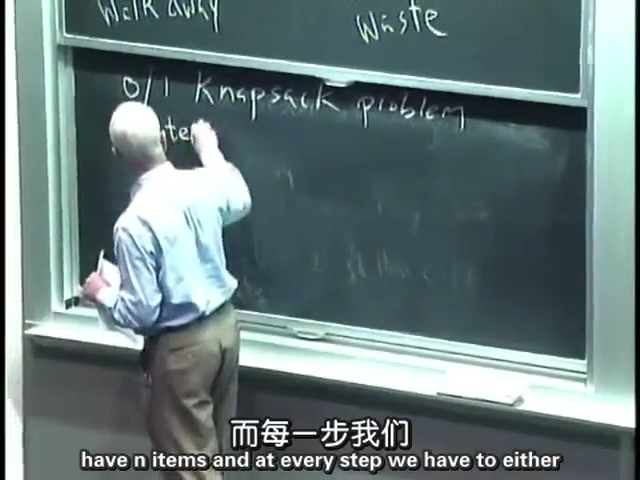 Walk away
Waste
0/1 Knapsack problem
而每一步我们
have n items and at every step we have to either